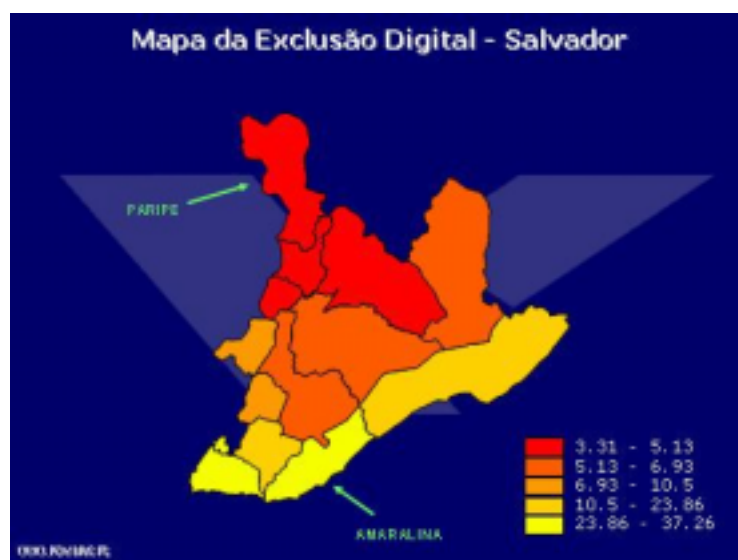 Mapa da Exclusão Digital - Salvador
PARIPE
3.31 - 5.13
5.13 - 6.93
6.93 - 10.5
10.5 - 23.86
23.86 - 37.26
AMARALINA